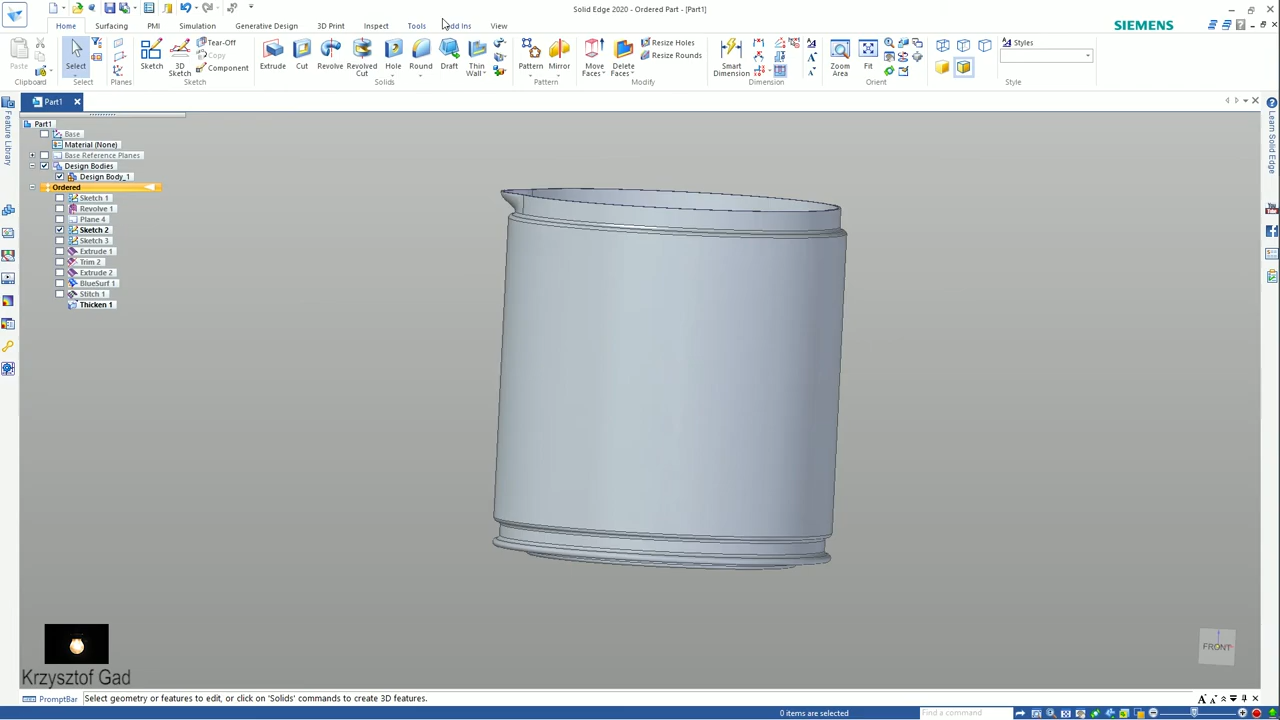 Solid Edge 2020 - Ordered Part - [Part1]
Home Surfacing PMI Simulation Generative Design 3D Print Inspect Tools Add Ins View
SIEMENS
Paste
Clipboard
Select
Select
Planes
Sketch
3D Sketch
Tear-Off
Copy
Component
Sketch
Extrude
Cut
Revolve
Revolved Cut
Hole
Round
Draft
Thin Wall
Solids
Pattern
Mirror
Pattern
Move Faces
Delete Faces
Resize Holes
Resize Rounds
Modify
Smart Dimension
Dimension
Zoom Area
Fit
Orient
Styles
Style
Part1
Feature Library
Learn Solid Edge
Part1
Base
Material (None)
Base Reference Planes
Design Bodies
Design Body_1
Ordered
Sketch 1
Revolve 1
Plane 4
Sketch 2
Sketch 3
Extrude 1
Trim 2
Extrude 2
BlueSurf 1
Stitch 1
Thicken 1
FRONT
Krzysztof Gad
PromptBar
Select geometry or features to edit, or click on 'Solids' commands to create 3D features.
0 items are selected
Find a command